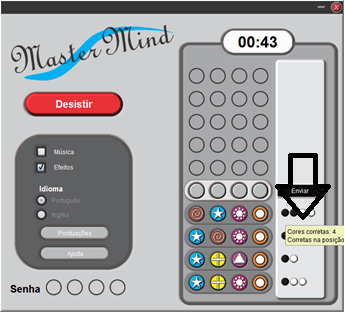 Master Mind
00:43
Desistir
Música
Efeitos
Idioma
Português
Inglês
Pontuações
Ajuda
Enviar
Cores corretas: 4
Corretas na posição
Senha